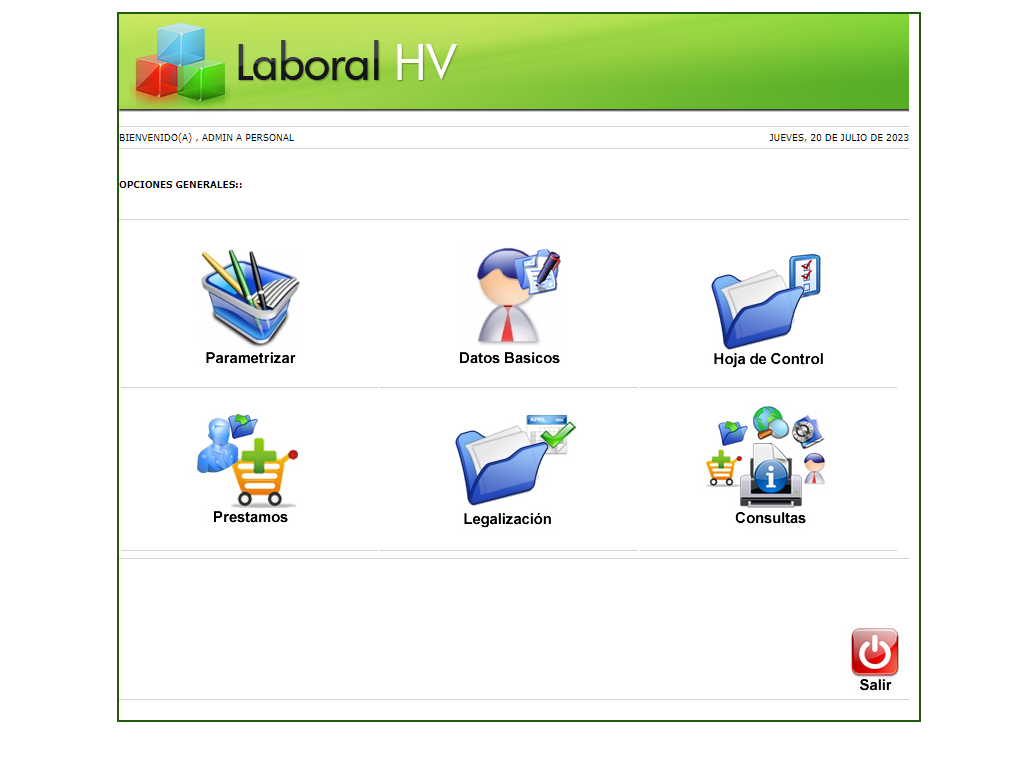 Laboral HV
BIENVENIDO(A) , ADMIN A PERSONAL
JUEVES, 20 DE JULIO DE 2023
OPCIONES GENERALES::
Parametrizar
Datos Basicos
Hoja de Control
APRIL
Prestamos
Legalización
Consultas
Salir